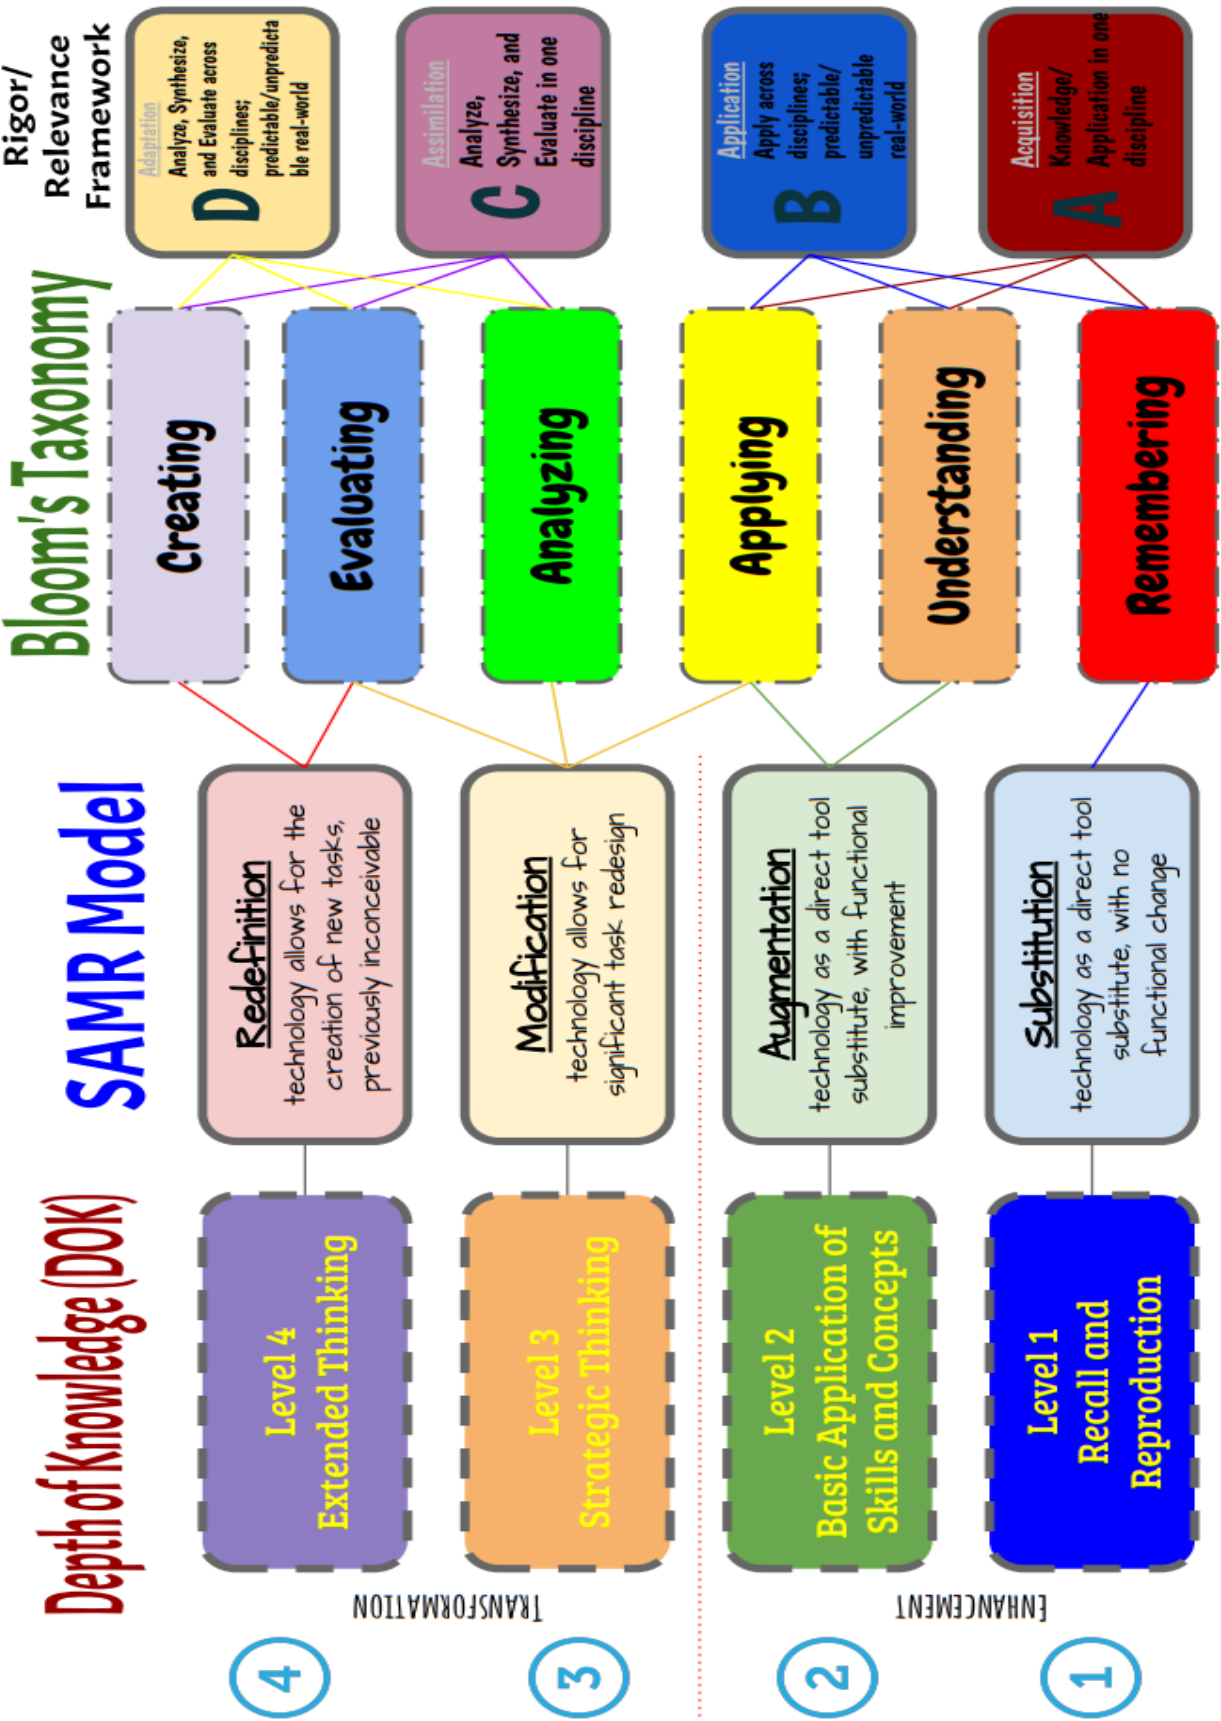 Depth of Knowledge (DOK)
SAMR Model
Bloom's Taxonomy
Rigor/
Relevance
Framework
4
TRANSFORMATION
Level 4
Extended Thinking
Redefinition
technology allows for the
creation of new tasks,
previously inconceivable
Creating
Evaluating
D
Adaptation
Analyze, Synthesize,
and Evaluate across
disciplines;
predictable/unpredicta
ble real-world
3
Level 3
Strategic Thinking
Modification
technology allows for
significant task redesign
Analyzing
C
Assimilation
Analyze,
Synthesize, and
Evaluate in one
discipline
2
ENHANCEMENT
Level 2
Basic Application of
Skills and Concepts
Augmentation
technology as a direct tool
substitute, with functional
improvement
Applying
Understanding
B
Application
Apply across
disciplines;
predictable/
unpredictable
real-world
1
Level 1
Recall and
Reproduction
Substitution
technology as a direct tool
substitute, with no
functional change
Remembering
A
Acquisition
Knowledge/
Application in one
discipline